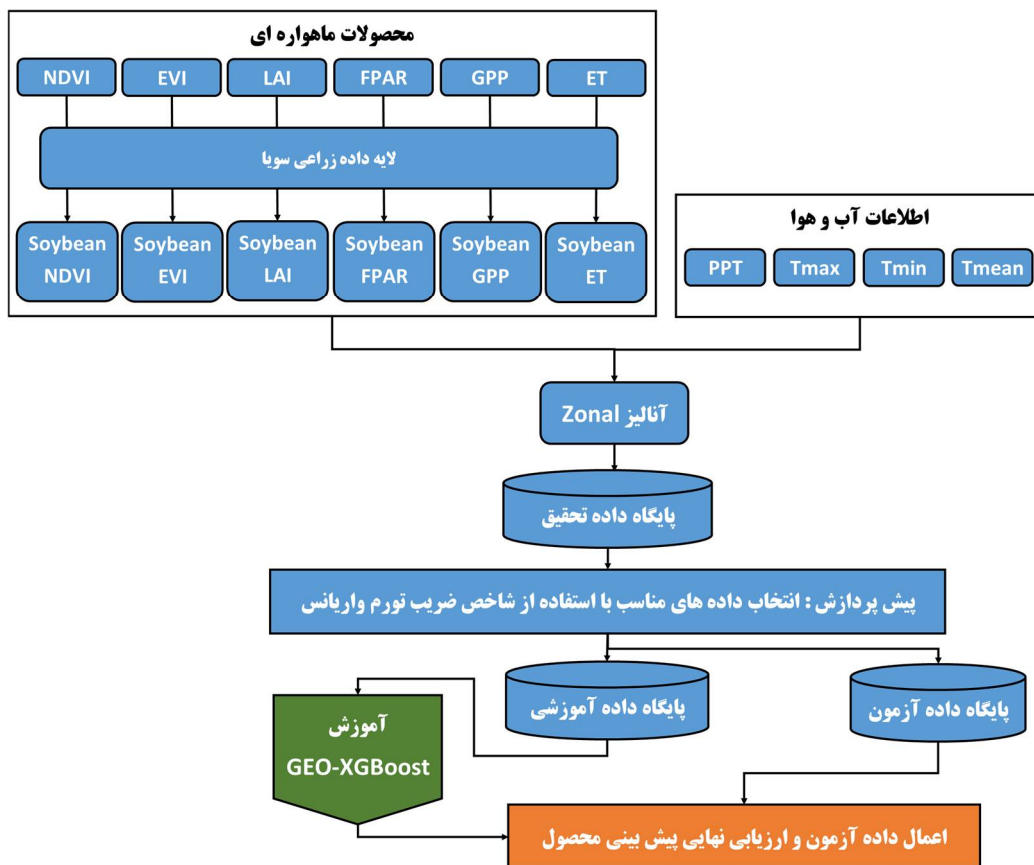 محصولات ماهواره ای
NDVI
EVI
LAI
FPAR
GPP
ET
لایه داده زراعی سویا
Soybean
NDVI
Soybean
EVI
Soybean
LAI
Soybean
FPAR
Soybean
GPP
Soybean
ET
اطلاعات آب و هوا
PPT
Tmax
Tmin
Tmean
آنالیز Zonal
پایگاه داده تحقیق
پیش پردازش : انتخاب داده های مناسب با استفاده از شاخص ضریب تورم واریانس
پایگاه داده آموزشی
پایگاه داده آزمون
آموزش
GEO-XGBoost
اعمال داده آزمون و ارزیابی نهایی پیش بینی محصول